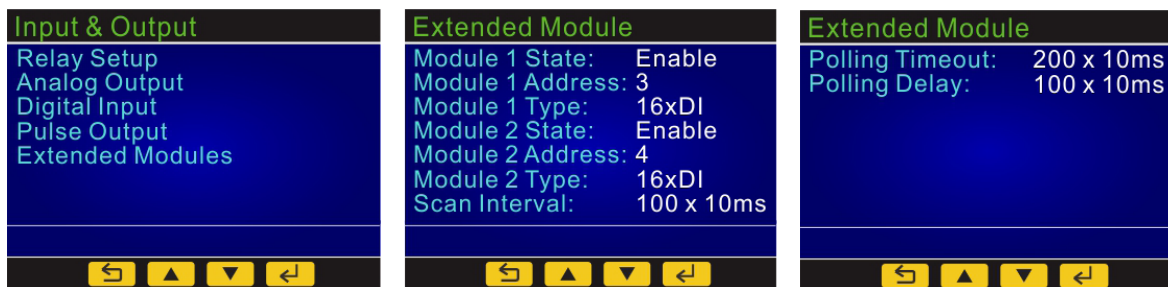 Input & Output
Relay Setup
Analog Output
Digital Input
Pulse Output
Extended Modules
Extended Module
Module 1 State: Enable
Module 1 Address: 3
Module 1 Type: 16xDI
Module 2 State: Enable
Module 2 Address: 4
Module 2 Type: 16xDI
Scan Interval: 100 x 10ms
Extended Module
Polling Timeout: 200 x 10ms
Polling Delay: 100 x 10ms